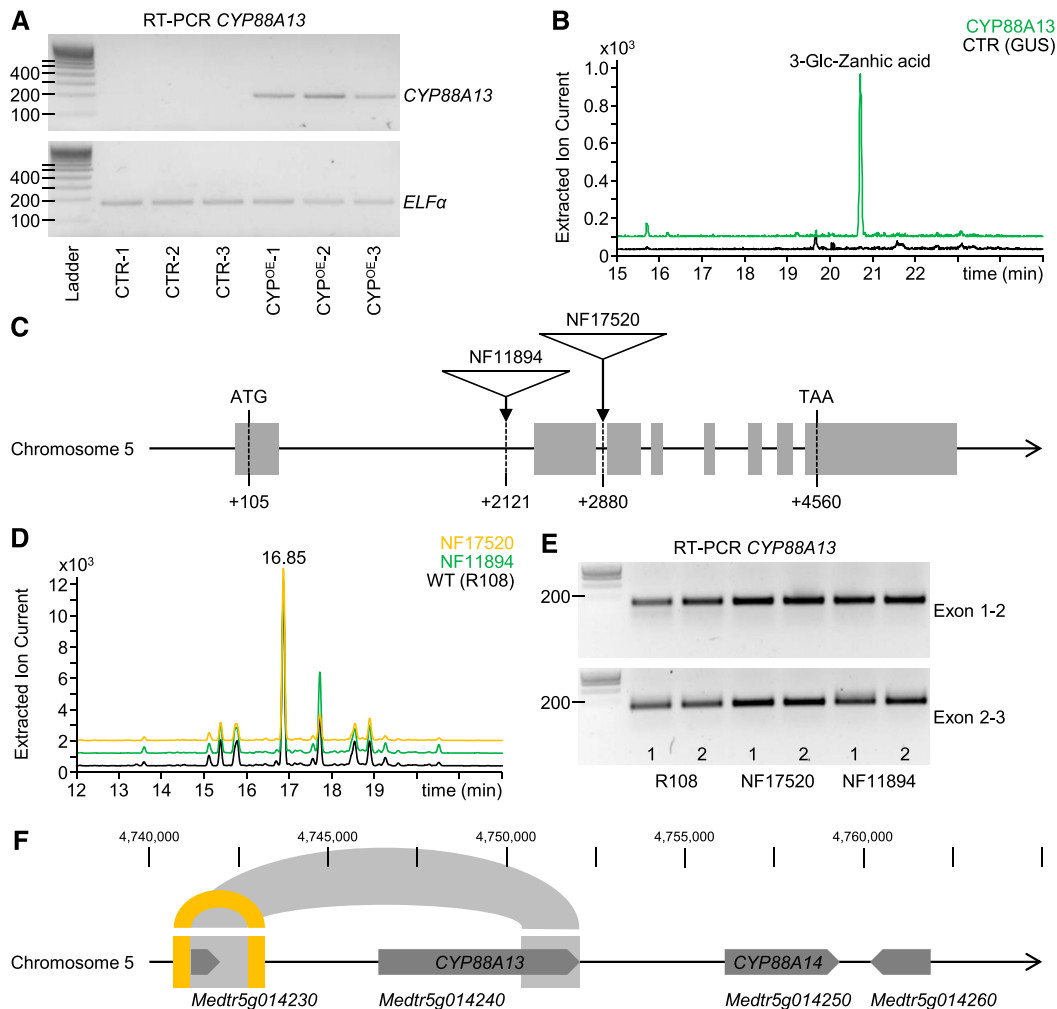 A
RT-PCR CYP88A13
400
200
100
CYP88A13
400
200
100
ELFα
Ladder
CTR-1
CTR-2
CTR-3
CYPOE-1
CYPOE-2
CYPOE-3
B
CYP88A13
CTR (GUS)
×10³
3-Glc-Zanhic acid
Extracted Ion Current
1.0
0.8
0.6
0.4
0.2
0
15 16 17 18 19 20 21 22 time (min)
C
NF17520
NF11894
ATG
TAA
Chromosome 5
+105
+2121
+2880
+4560
D
NF17520
NF11894
WT (R108)
×10³
16.85
Extracted Ion Current
12
10
8
6
4
2
0
12 13 14 15 16 17 18 19 time (min)
E
RT-PCR CYP88A13
200
Exon 1-2
200
Exon 2-3
1 2 1 2 1 2
R108 NF17520 NF11894
F
4,740,000 4,745,000 4,750,000 4,755,000 4,760,000
Chromosome 5
CYP88A13
CYP88A14
Medtr5g014230 Medtr5g014240 Medtr5g014250 Medtr5g014260